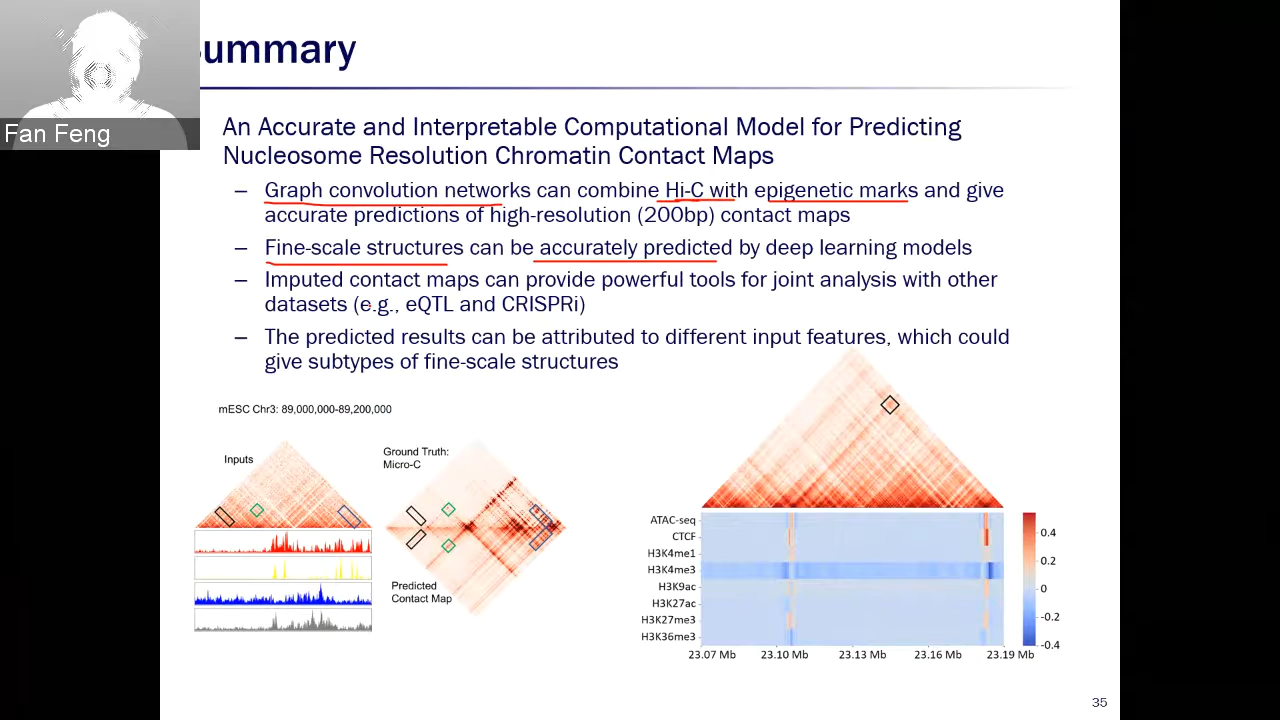 Summary
Fan Feng
An Accurate and Interpretable Computational Model for Predicting
Nucleosome Resolution Chromatin Contact Maps
– Graph convolution networks can combine Hi-C with epigenetic marks and give
accurate predictions of high-resolution (200bp) contact maps
– Fine-scale structures can be accurately predicted by deep learning models
– Imputed contact maps can provide powerful tools for joint analysis with other
datasets (e.g., eQTL and CRISPRi)
– The predicted results can be attributed to different input features, which could
give subtypes of fine-scale structures
mESC Chr3: 89,000,000-89,200,000
Inputs
Ground Truth:
Micro-C
Predicted
Contact Map
ATAC-seq
CTCF
H3K4me1
H3K4me3
H3K9ac
H3K27ac
H3K27me3
H3K36me3
23.07 Mb 23.10 Mb 23.13 Mb 23.16 Mb 23.19 Mb
0.4
0.2
0
-0.2
-0.4
35